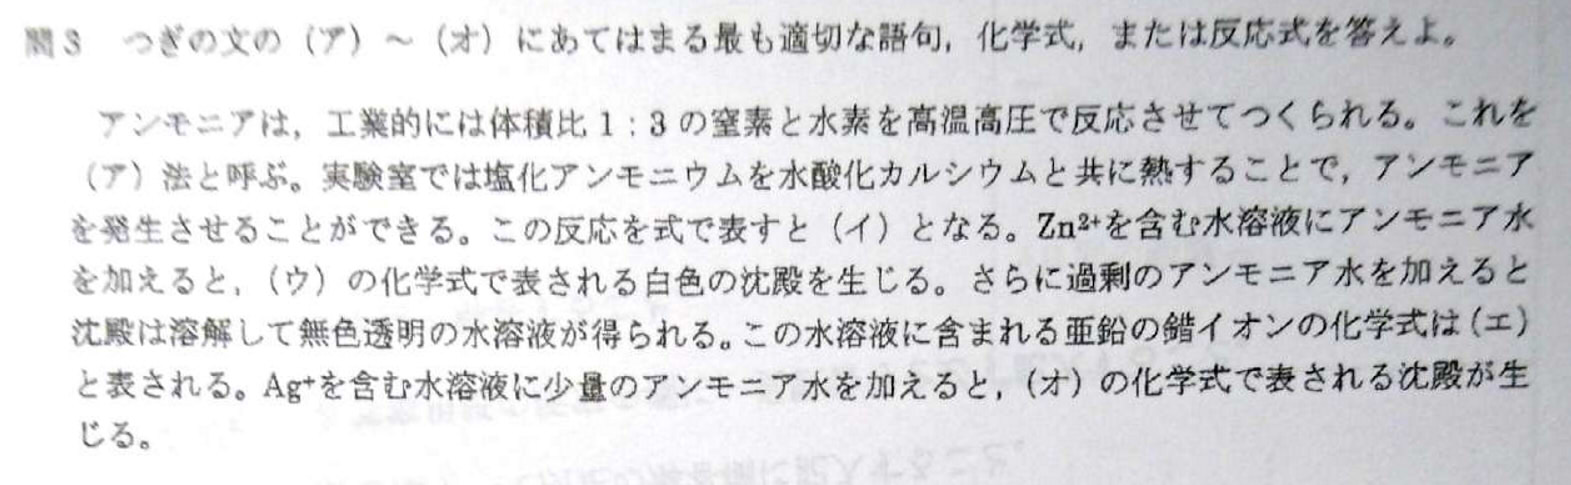 問3 つぎの文の（ア）～（オ）にあてはまる最も適切な語句，化学式，または反応式を答えよ。
アンモニアは，工業的には体積比1：3の窒素と水素を高温高圧で反応させてつくられる。これを
（ア）法と呼ぶ。実験室では塩化アンモニウムを水酸化カルシウムと共に熱することで，アンモニア
を発生させることができる。この反応を式で表すと（イ）となる。Zn²⁺を含む水溶液にアンモニア水
を加えると，（ウ）の化学式で表される白色の沈殿を生じる。さらに過剰のアンモニア水を加えると
沈殿は溶解して無色透明の水溶液が得られる。この水溶液に含まれる亜鉛の錯イオンの化学式は（エ）
と表される。Ag⁺を含む水溶液に少量のアンモニア水を加えると，（オ）の化学式で表される沈殿が生
じる。